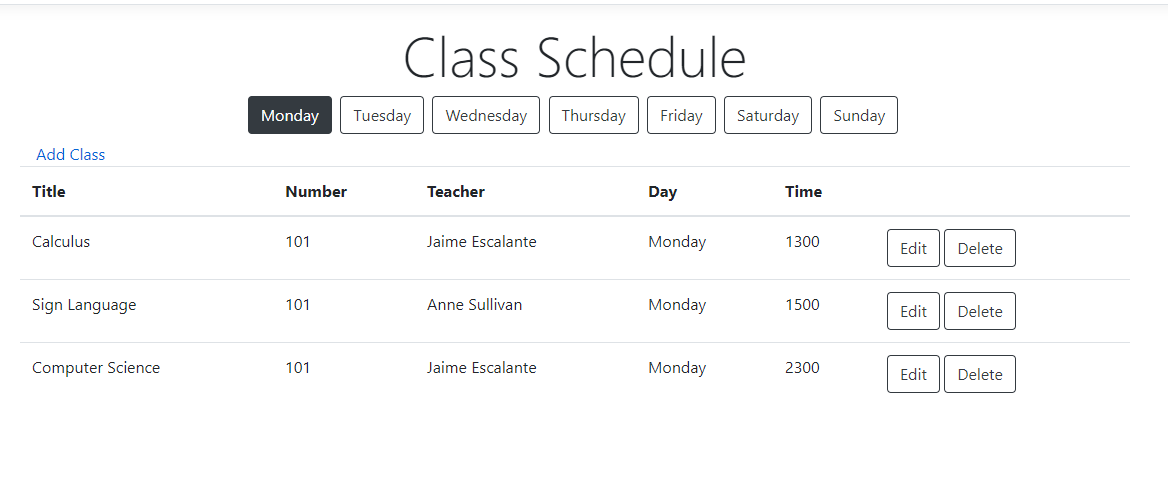 Class Schedule
Monday Tuesday Wednesday Thursday Friday Saturday Sunday
Add Class
Title Number Teacher Day Time
Calculus 101 Jaime Escalante Monday 1300 Edit Delete
Sign Language 101 Anne Sullivan Monday 1500 Edit Delete
Computer Science 101 Jaime Escalante Monday 2300 Edit Delete